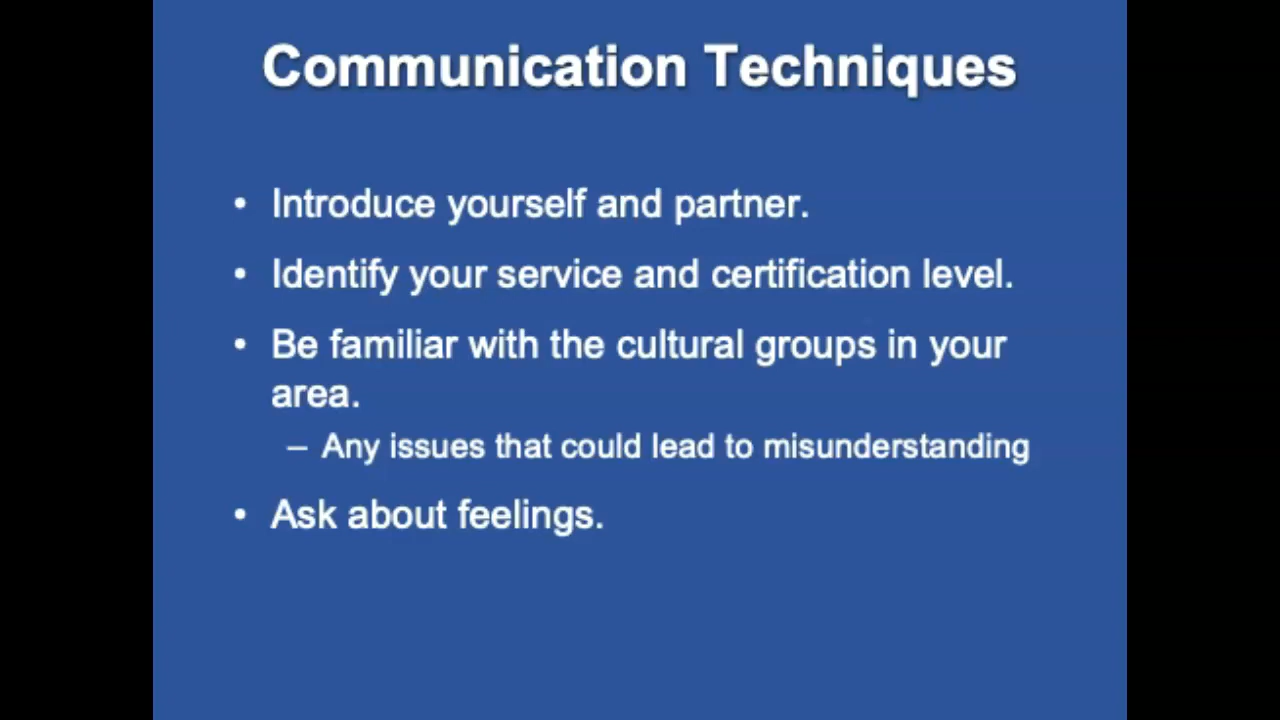 Communication Techniques
• Introduce yourself and partner.
• Identify your service and certification level.
• Be familiar with the cultural groups in your
area.
– Any issues that could lead to misunderstanding
• Ask about feelings.